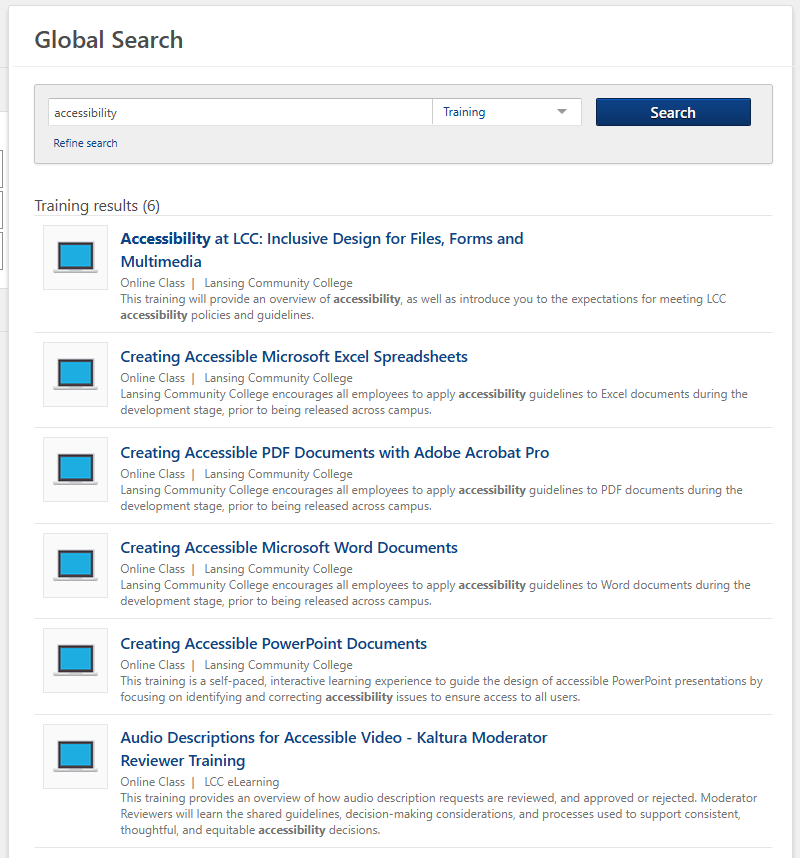 Global Search
accessibility
Training
Search
Refine search
Training results (6)
Accessibility at LCC: Inclusive Design for Files, Forms and
Multimedia
Online Class | Lansing Community College
This training will provide an overview of accessibility, as well as introduce you to the expectations for meeting LCC
accessibility policies and guidelines.
Creating Accessible Microsoft Excel Spreadsheets
Online Class | Lansing Community College
Lansing Community College encourages all employees to apply accessibility guidelines to Excel documents during the
development stage, prior to being released across campus.
Creating Accessible PDF Documents with Adobe Acrobat Pro
Online Class | Lansing Community College
Lansing Community College encourages all employees to apply accessibility guidelines to PDF documents during the
development stage, prior to being released across campus.
Creating Accessible Microsoft Word Documents
Online Class | Lansing Community College
Lansing Community College encourages all employees to apply accessibility guidelines to Word documents during the
development stage, prior to being released across campus.
Creating Accessible PowerPoint Documents
Online Class | Lansing Community College
This training is a self-paced, interactive learning experience to guide the design of accessible PowerPoint presentations by
focusing on identifying and correcting accessibility issues to ensure access to all users.
Audio Descriptions for Accessible Video - Kaltura Moderator
Reviewer Training
Online Class | LCC eLearning
This training provides an overview of how audio description requests are reviewed, and approved or rejected. Moderator
Reviewers will learn the shared guidelines, decision-making considerations, and processes used to support consistent,
thoughtful, and equitable accessibility decisions.